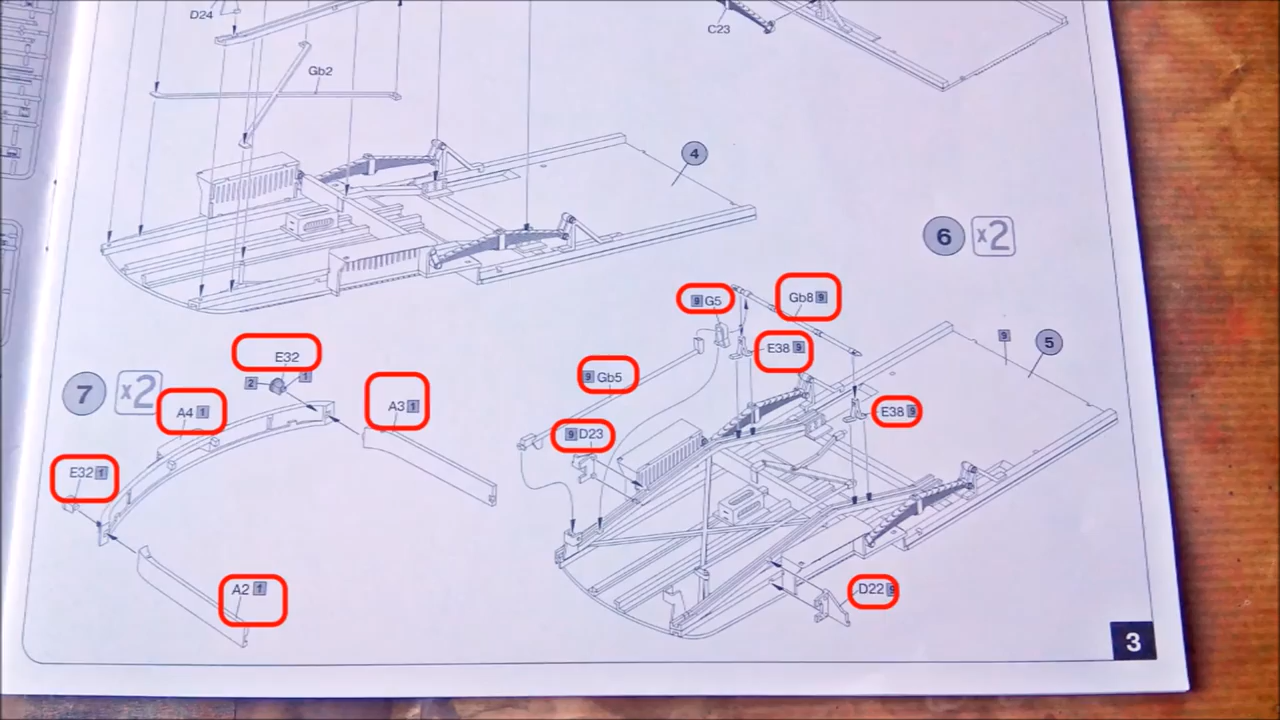 D24
C23
Gb2
4
6 x2
9 G5
Gb8 9
E38 9
9
5
E32
2
1
9 Gb5
7 x2
A4 1
A3 1
E38 9
9 D23
E32 1
A2 1
D22 9
3